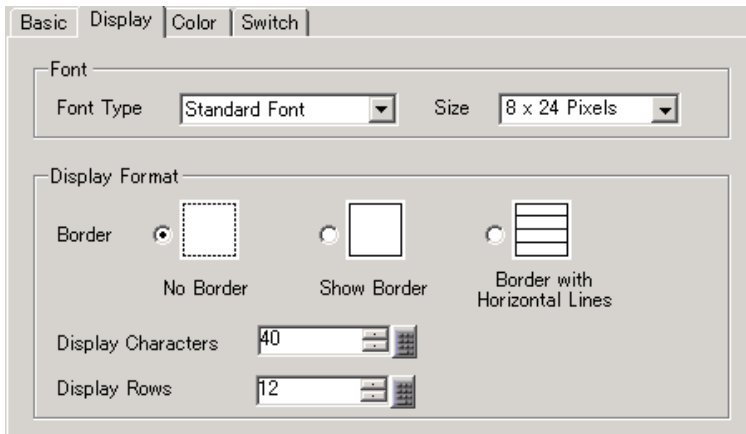 Basic Display Color Switch
Font
Font Type Standard Font Size 8 x 24 Pixels
Display Format
Border
No Border Show Border Border with
Horizontal Lines
Display Characters 40
Display Rows 12